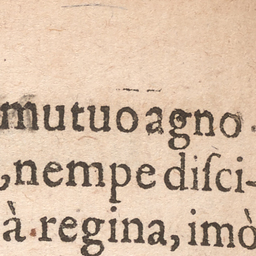 mutuo agno-
, nempe diſci-
à regina, imò